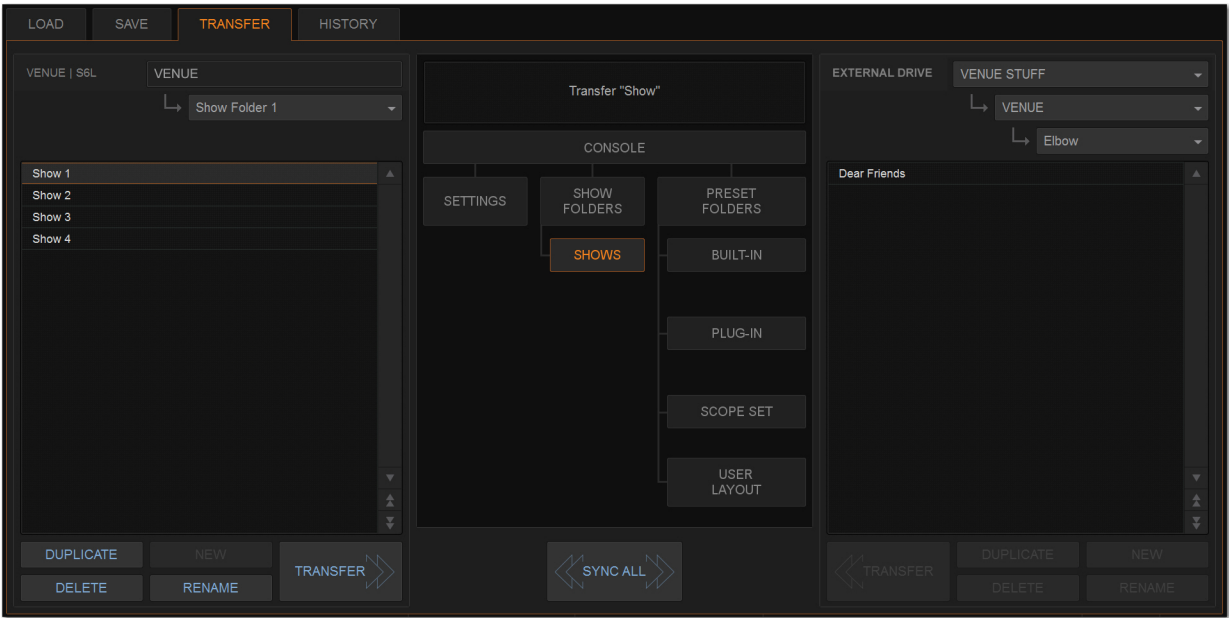 LOAD
SAVE
TRANSFER
HISTORY
VENUE | S6L
VENUE
Show Folder 1
Show 1
Show 2
Show 3
Show 4
DUPLICATE
NEW
DELETE
RENAME
TRANSFER
Transfer "Show"
CONSOLE
SETTINGS
SHOW
FOLDERS
PRESET
FOLDERS
SHOWS
BUILT-IN
PLUG-IN
SCOPE SET
USER
LAYOUT
SYNC ALL
EXTERNAL DRIVE
VENUE STUFF
VENUE
Elbow
Dear Friends
TRANSFER
DUPLICATE
NEW
DELETE
RENAME